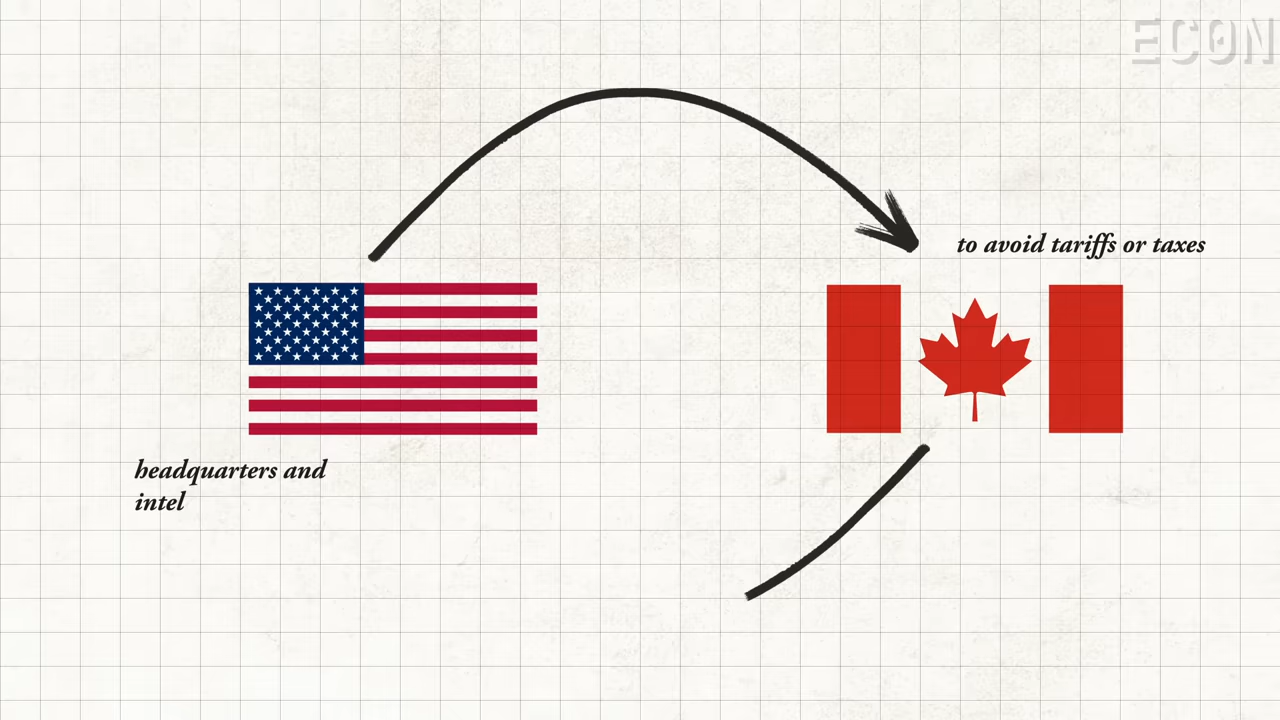 ECON
to avoid tariffs or taxes
headquarters and
intel